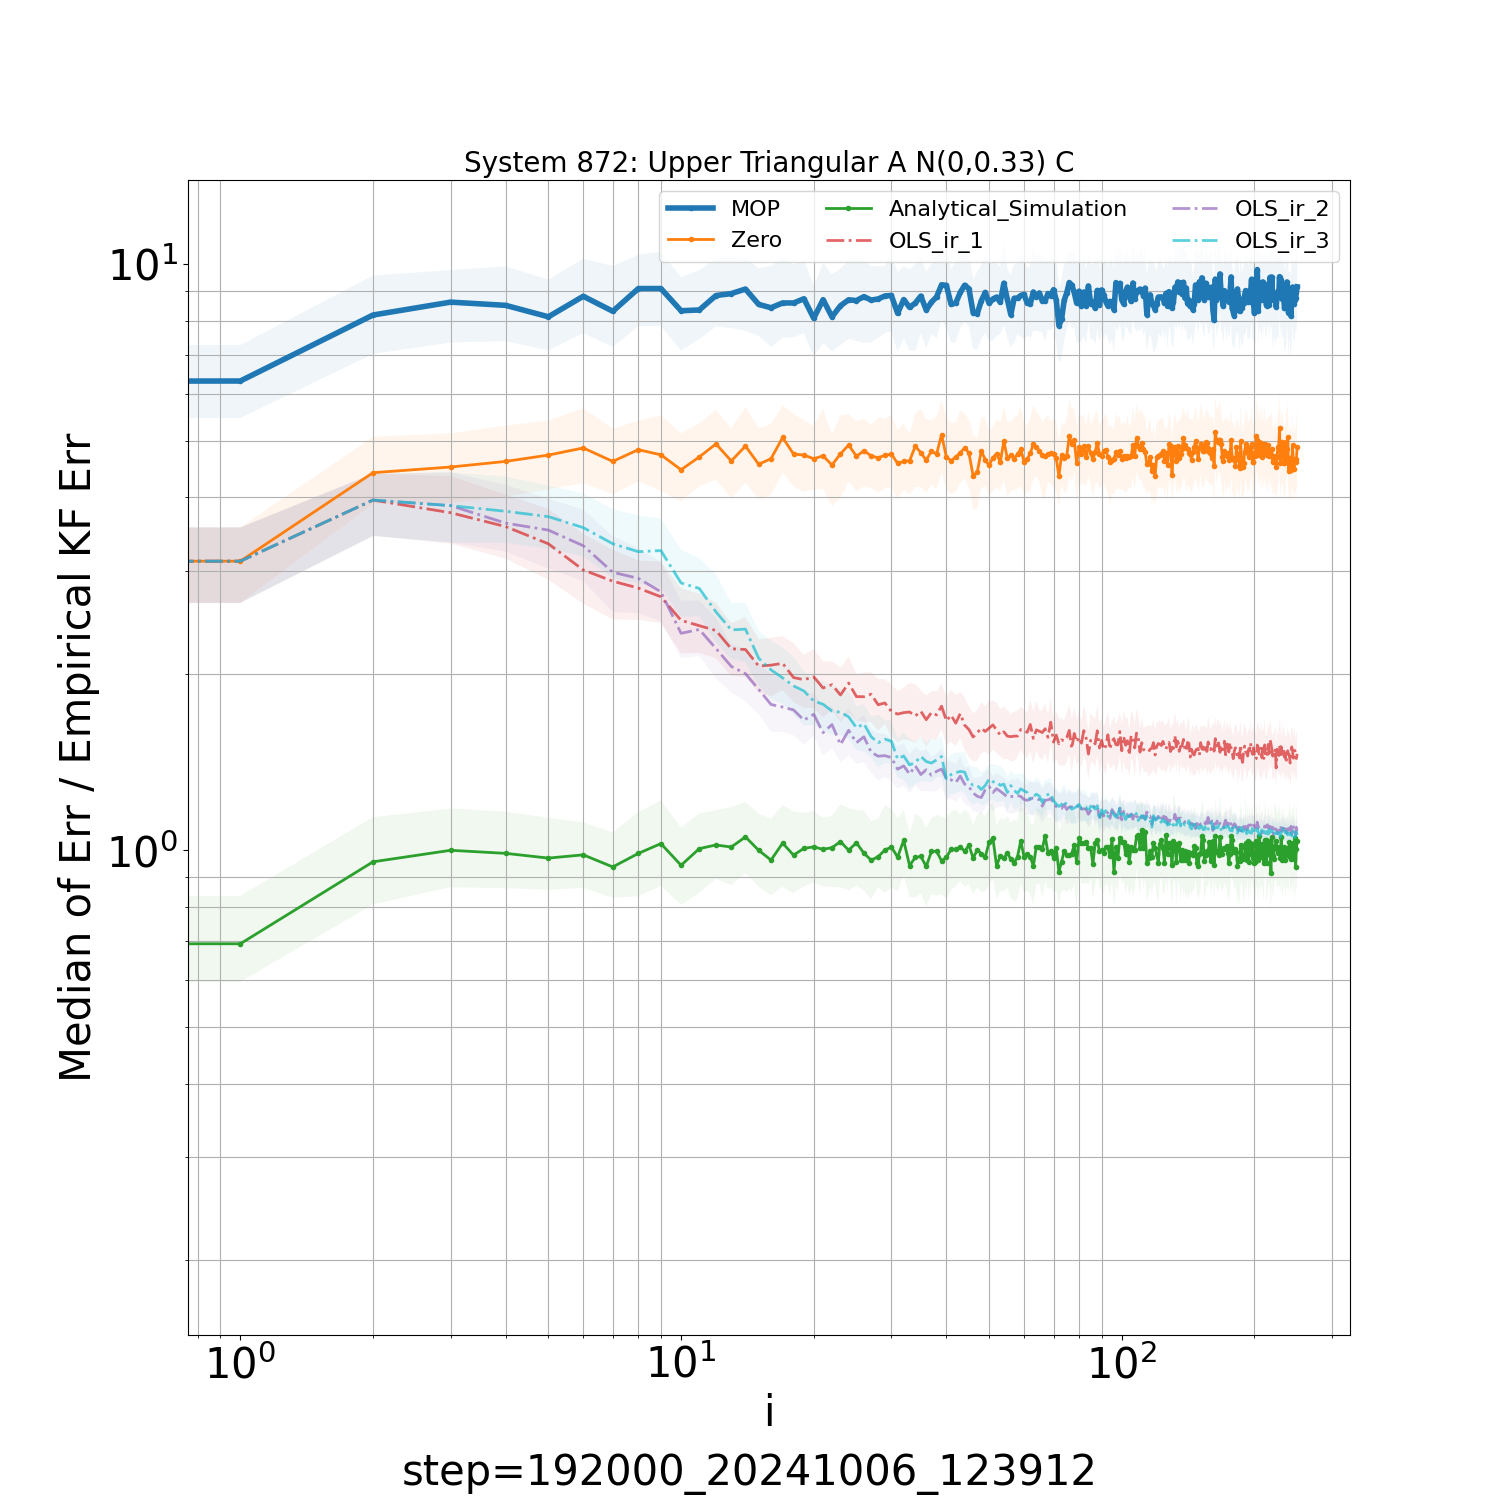 System 872: Upper Triangular A N(0,0.33) C
MOP
Zero
Analytical_Simulation
OLS_ir_1
OLS_ir_2
OLS_ir_3
Median of Err / Empirical KF Err
10¹
10⁰
10⁰
10¹
10²
i
step=192000_20241006_123912